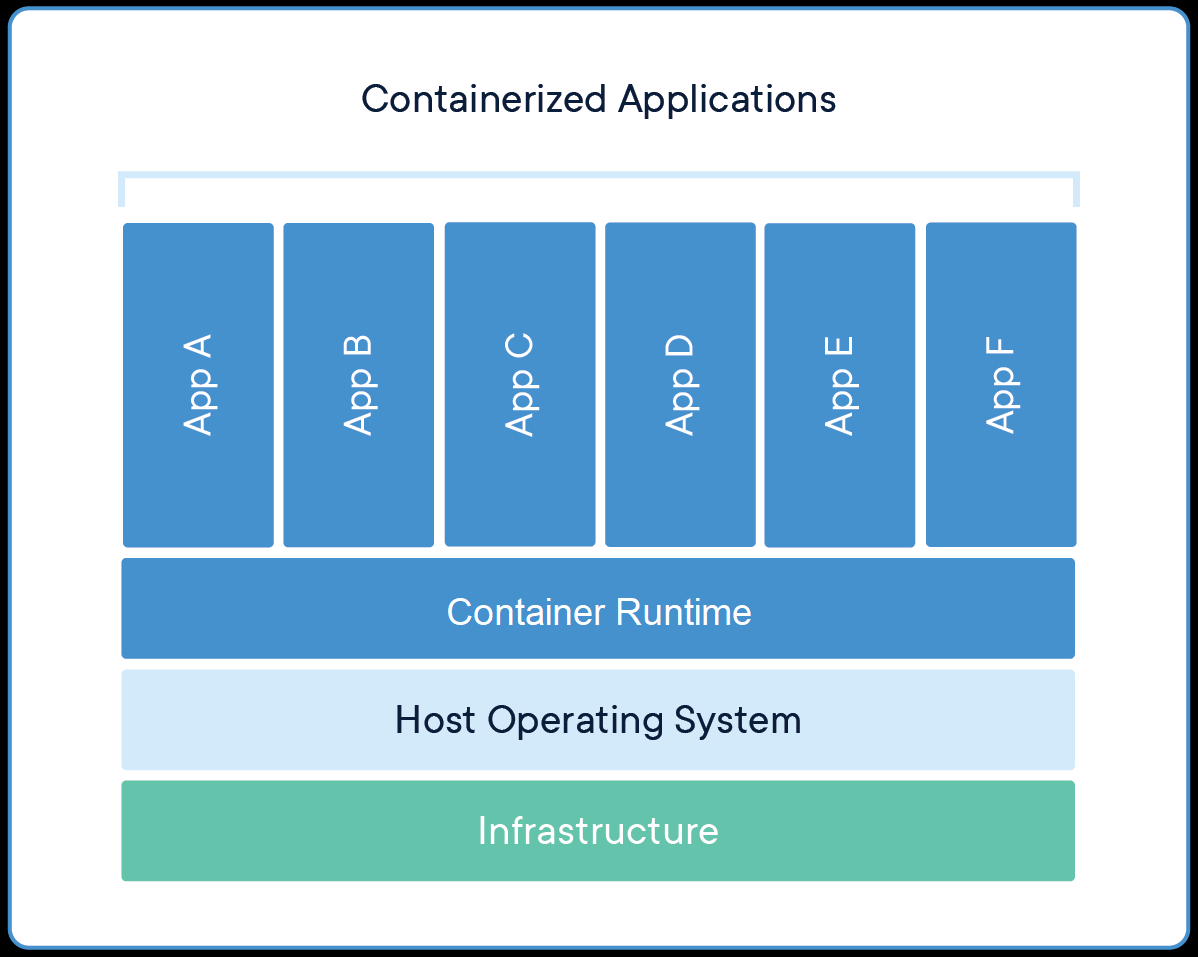 Containerized Applications
App A
App B
App C
App D
App E
App F
Container Runtime
Host Operating System
Infrastructure